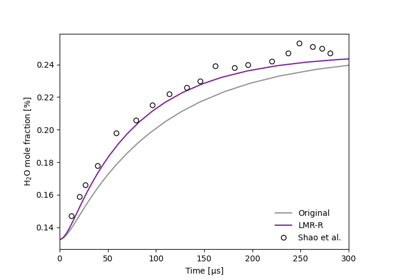 0.24
0.22
0.20
0.18
0.16
0.14
H₂O mole fraction [%]
0
50
100
150
200
250
300
Time [μs]
Original
LMR-R
Shao et al.